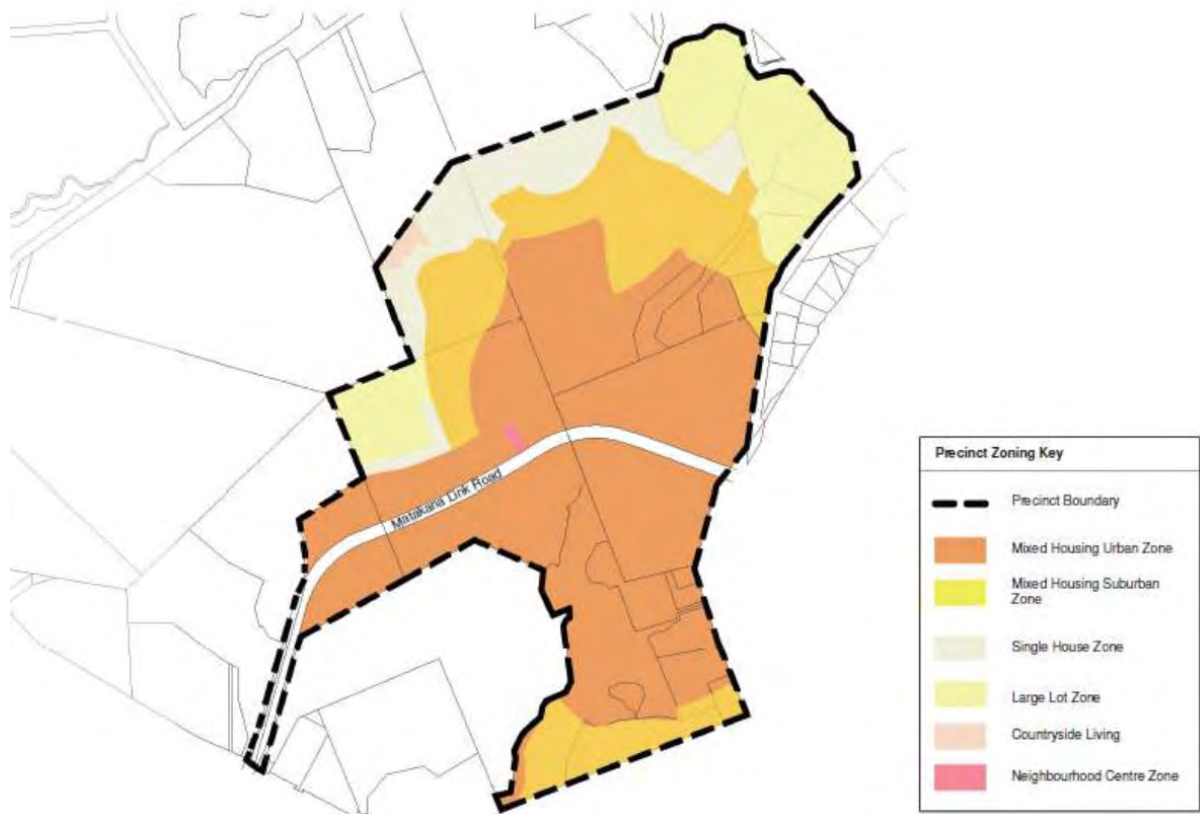 Matakana Link Road
Precinct Zoning Key
Precinct Boundary
Mixed Housing Urban Zone
Mixed Housing Suburban
Zone
Single House Zone
Large Lot Zone
Countryside Living
Neighbourhood Centre Zone